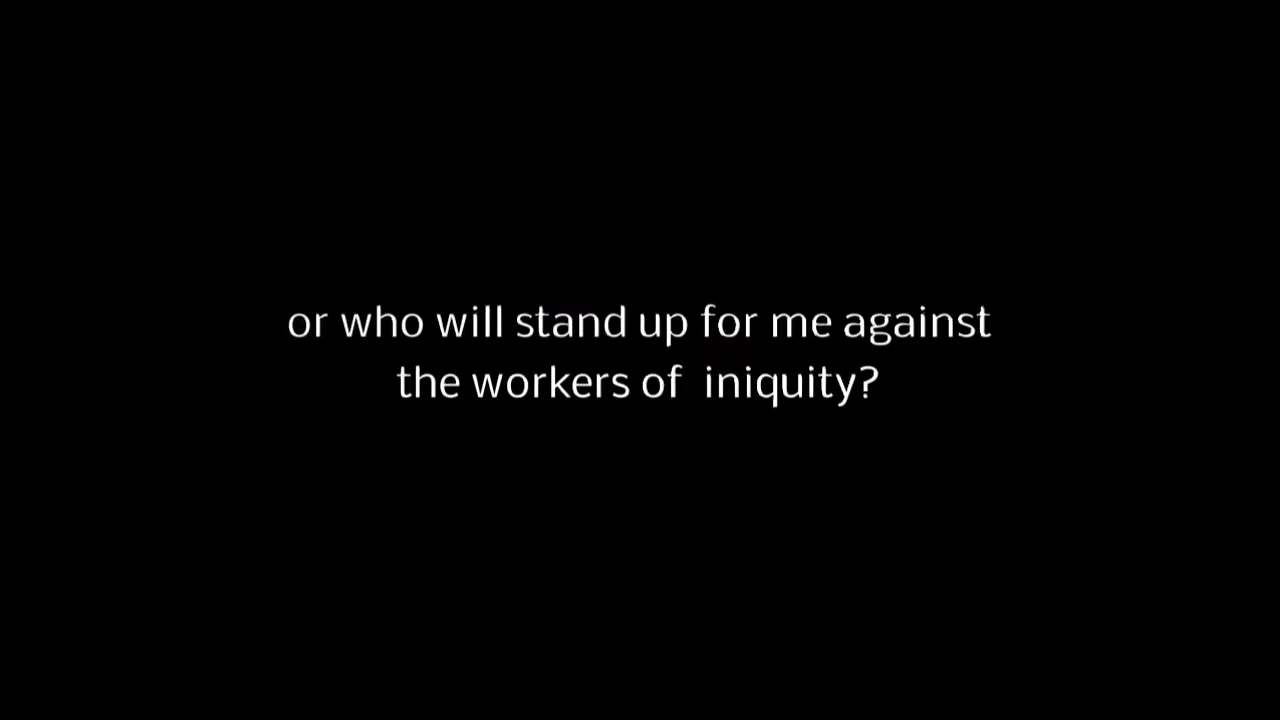 or who will stand up for me against
the workers of  iniquity?